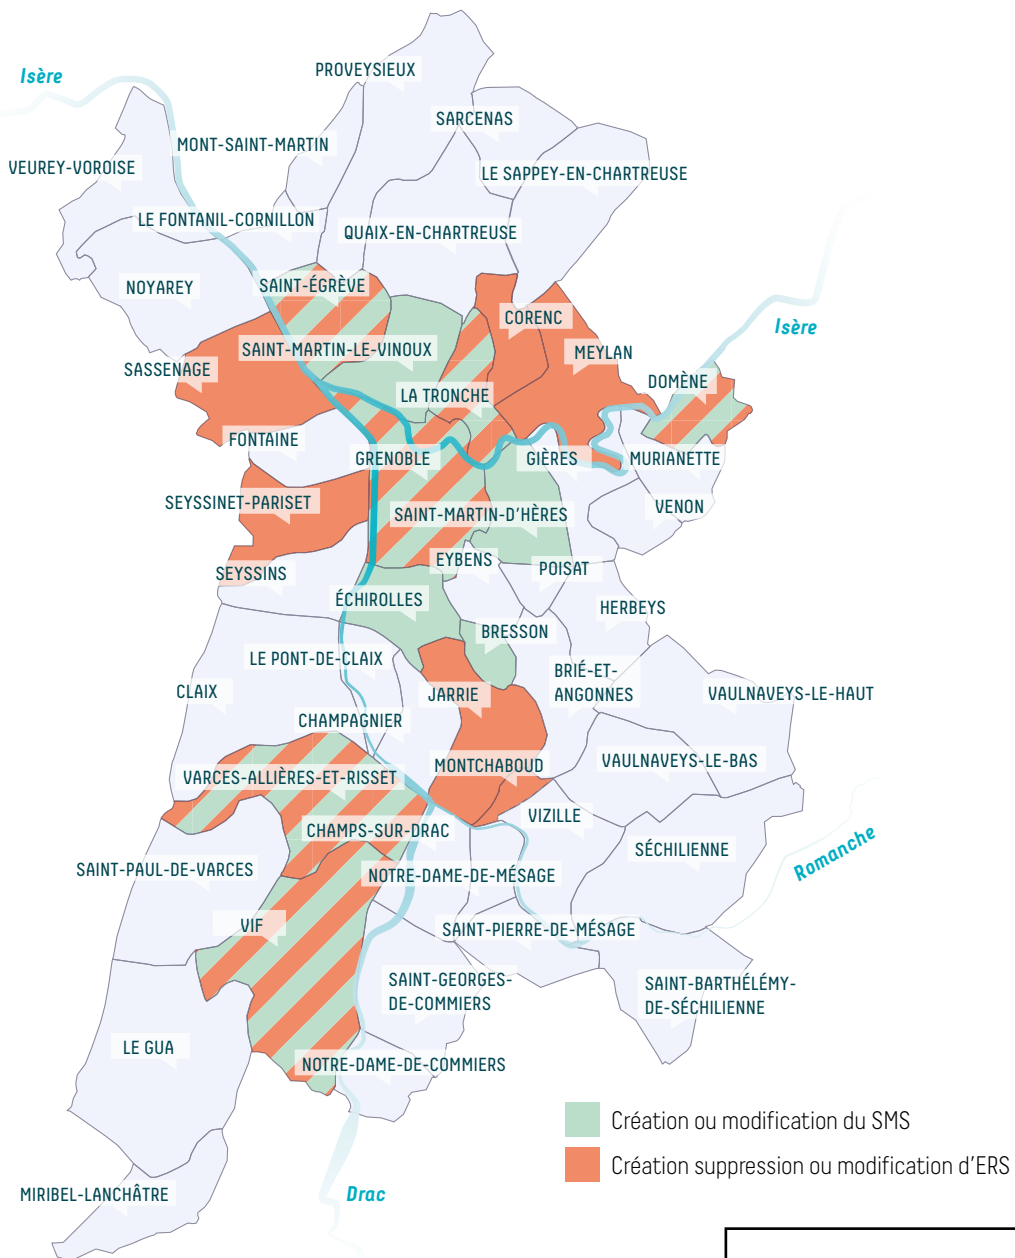 PROVEYSIEUX
Isère
SARCENAS
MONT-SAINT-MARTIN
VEUREY-VOROISE
LE SAPPEY-EN-CHARTREUSE
LE FONTANIL-CORNILLON
QUAIX-EN-CHARTREUSE
NOYAREY
SAINT-ÉGRÈVE
CORENC
Isère
SAINT-MARTIN-LE-VINOUX
MEYLAN
SASSENAGE
DOMÈNE
LA TRONCHE
FONTAINE
GRENOBLE
GIÈRES
MURIANETTE
SEYSSINET-PARISET
VENON
SAINT-MARTIN-D'HÈRES
EYBENS
POISAT
SEYSSINS
ÉCHIROLLES
HERBEYS
BRESSON
LE PONT-DE-CLAIX
BRIÉ-ET-
ANGONNES
CLAIX
JARRIE
VAULNAVEYS-LE-HAUT
CHAMPAGNIER
MONTCHABOUD
VAULNAVEYS-LE-BAS
VARCES-ALLIÈRES-ET-RISSET
VIZILLE
CHAMPS-SUR-DRAC
SÉCHILIENNE
Romanche
SAINT-PAUL-DE-VARCES
NOTRE-DAME-DE-MÉSAGE
VIF
SAINT-PIERRE-DE-MÉSAGE
SAINT-GEORGES-
DE-COMMIERS
SAINT-BARTHÉLÉMY-
DE-SÉCHILIENNE
LE GUA
NOTRE-DAME-DE-COMMIERS
Création ou modification du SMS
Création suppression ou modification d'ERS
MIRIBEL-LANCHÂTRE
Drac